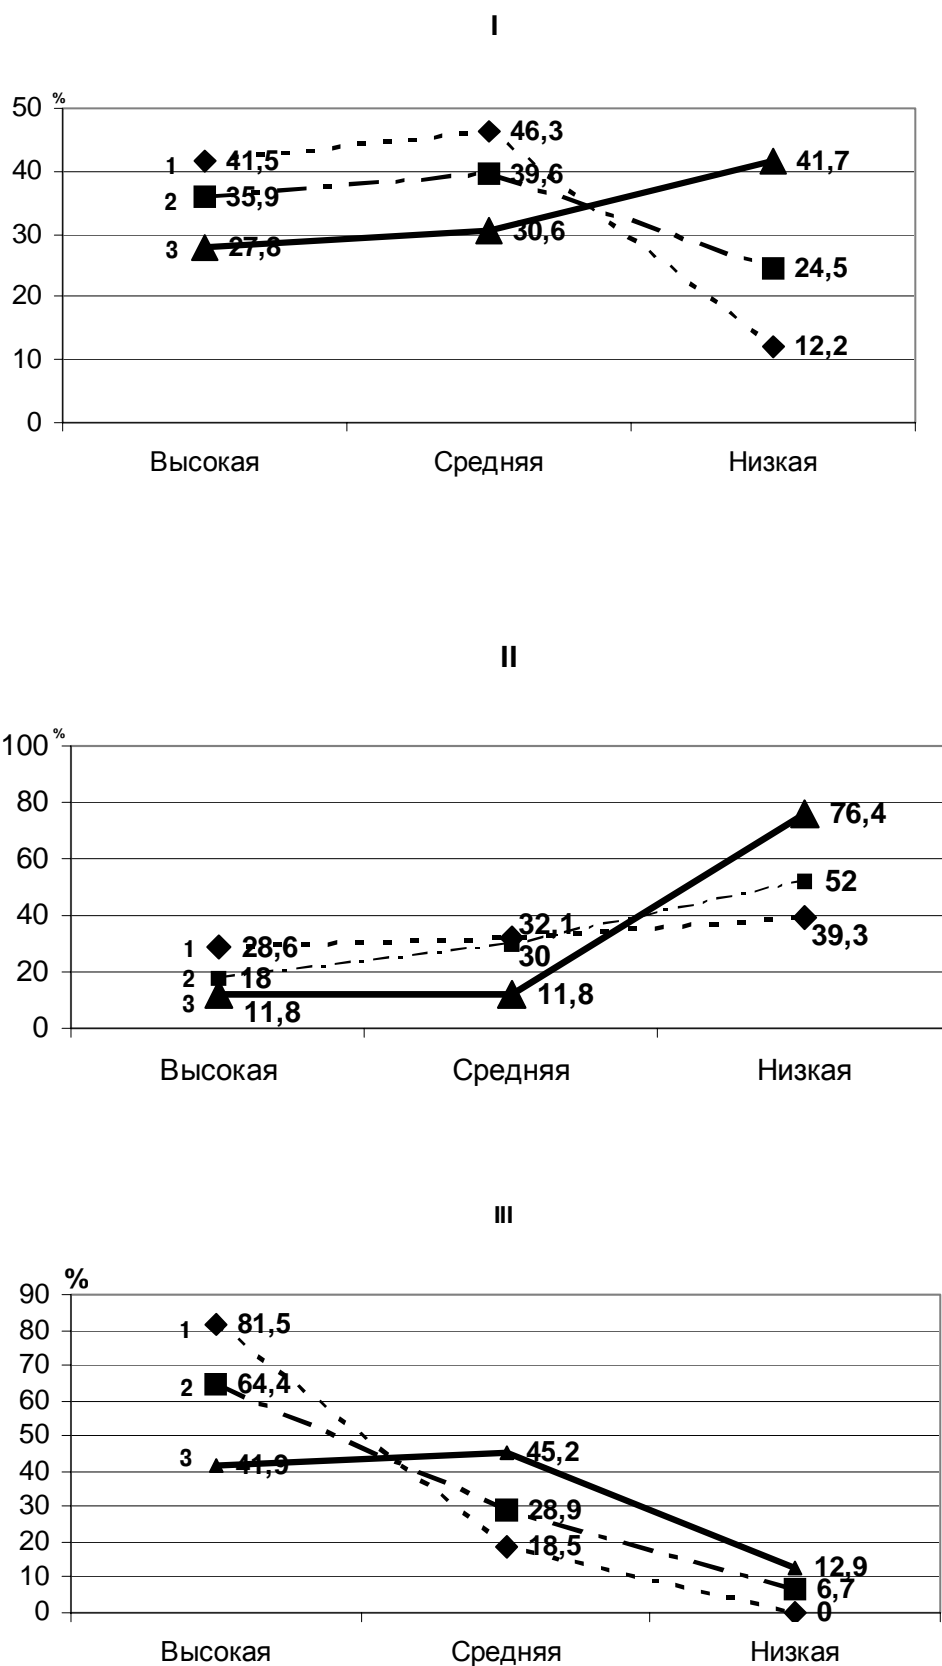 I
50 %
1 41,5 46,3
40 41,7
2 35,9 39,6
30
3 27,8 30,6
24,5
20
12,2
10
0
Высокая Средняя Низкая
II
100 %
80 76,4
60
52
40
1 28,6 32,1 39,3
30
20
2 18
3 11,8 11,8
0
Высокая Средняя Низкая
III
90 %
1 81,5
80
70
2 64,4
60
50
3 41,9 45,2
40
30
28,9
20
18,5
12,9
10
6,7
0 0
Высокая Средняя Низкая